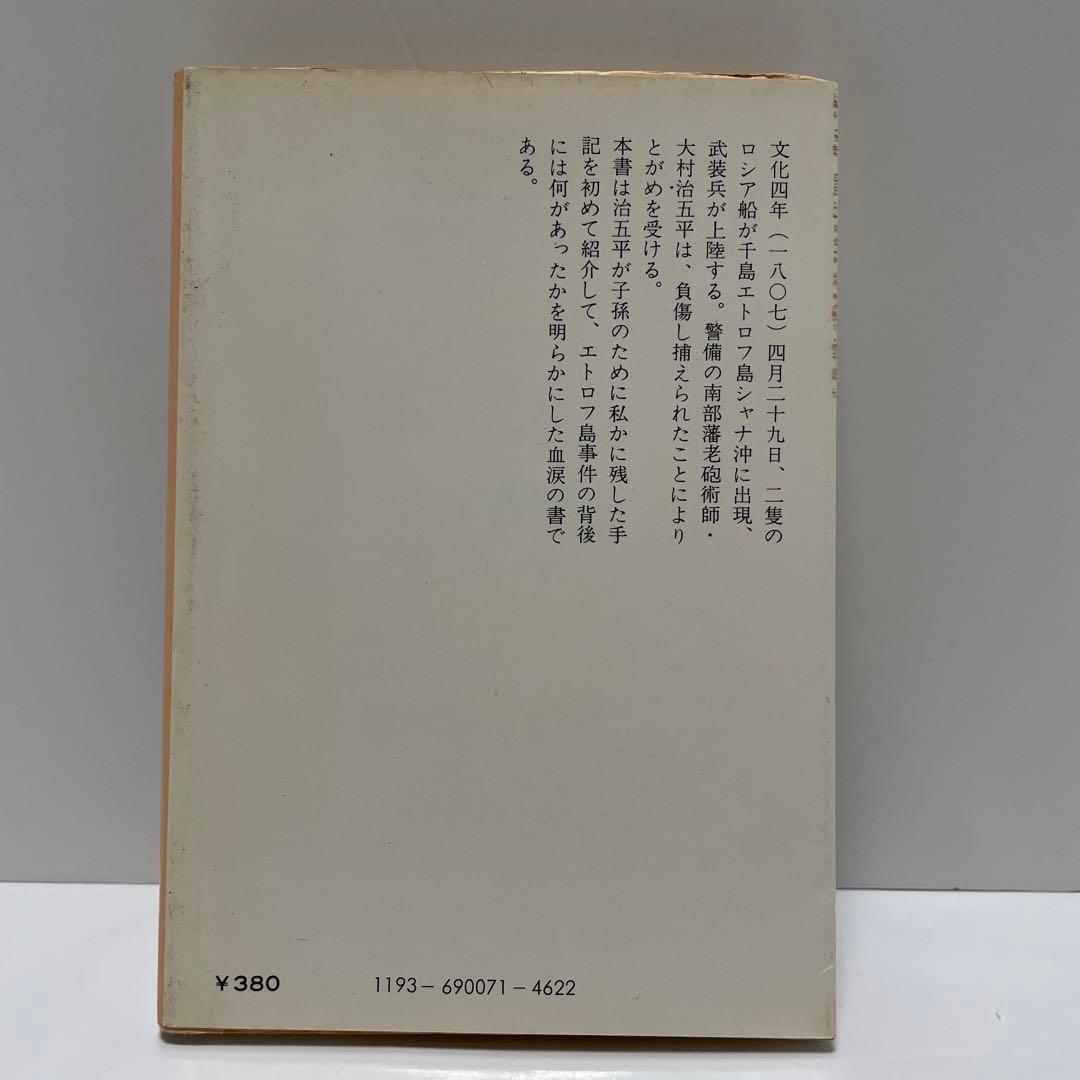 文化四年（一八〇七）四月二十九日、二隻の
ロシア船が千島エトロフ島シャナ沖に出現、
武装兵が上陸する。警備の南部藩老砲術師・
大村治五平は、負傷し捕えられたことにより
とがめを受ける。
本書は治五平が子孫のために私かに残した手
記を初めて紹介して、エトロフ島事件の背後
には何があったかを明らかにした血涙の書で
ある。
￥380
1193－690071－4622